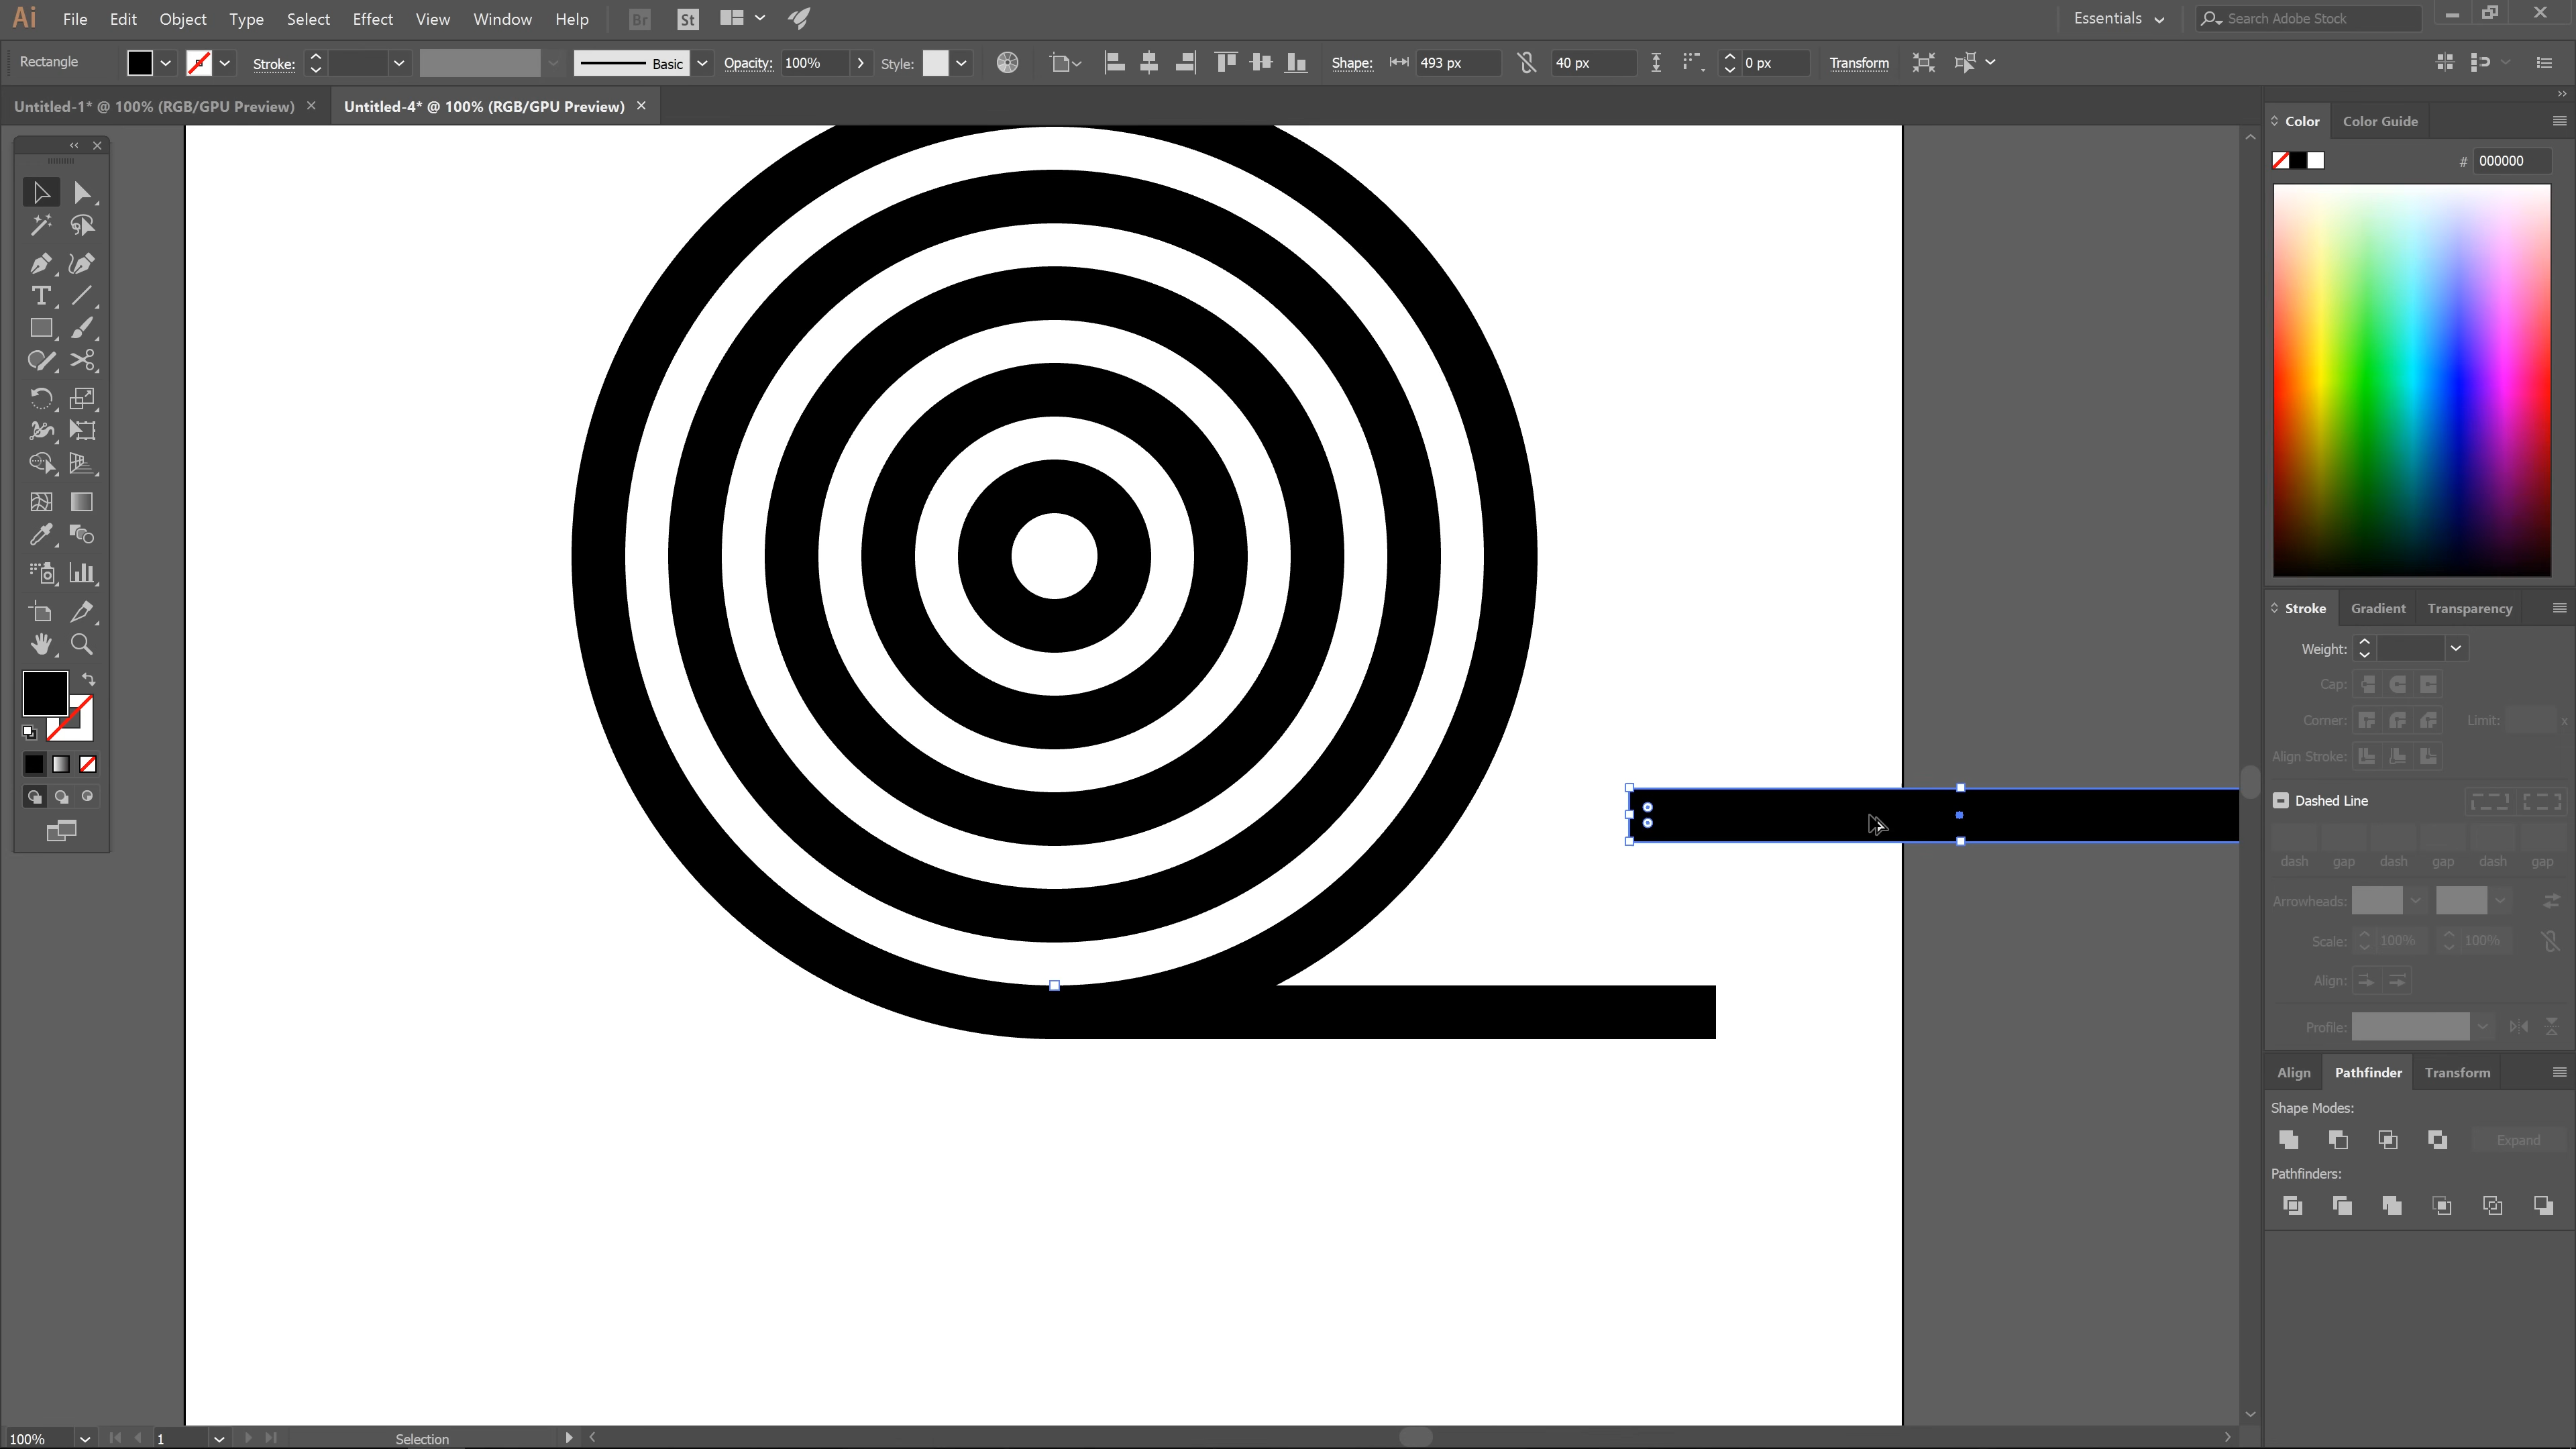 Ai File Edit Object Type Select Effect View Window Help Br St Essentials Search Adobe Stock
Rectangle Stroke: Basic Opacity: 100% Style: Shape: 493 px 40 px 0 px Transform
Untitled-1* @ 100% (RGB/GPU Preview) Untitled-4* @ 100% (RGB/GPU Preview)
Color Color Guide
# 000000
Stroke Gradient Transparency
Weight:
Cap:
Corner: Limit: x
Align Stroke:
Dashed Line
dash gap dash gap dash gap
Arrowheads:
Scale: 100% 100%
Align:
Profile:
Align Pathfinder Transform
Shape Modes:
Expand
Pathfinders:
100% 1 Selection